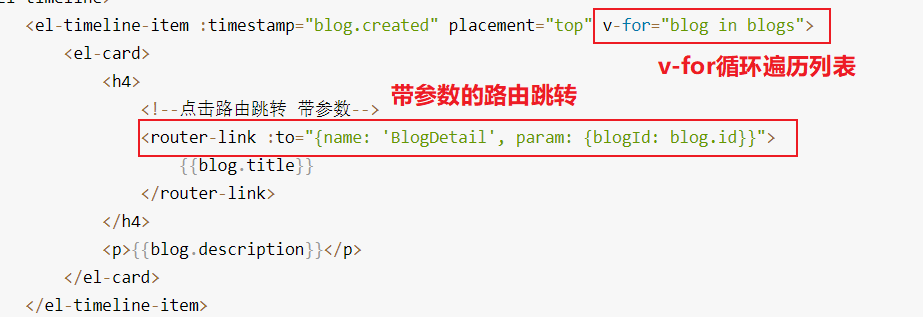 <el-timeline-item :timestamp="blog.created" placement="top" v-for="blog in blogs">
<el-card>
v-for循环遍历列表
<h4>
带参数的路由跳转
<!--点击路由跳转 带参数-->
<router-link :to="{name: 'BlogDetail', param: {blogId: blog.id}}">
{{blog.title}}
</router-link>
</h4>
<p>{{blog.description}}</p>
</el-card>
</el-timeline-item>